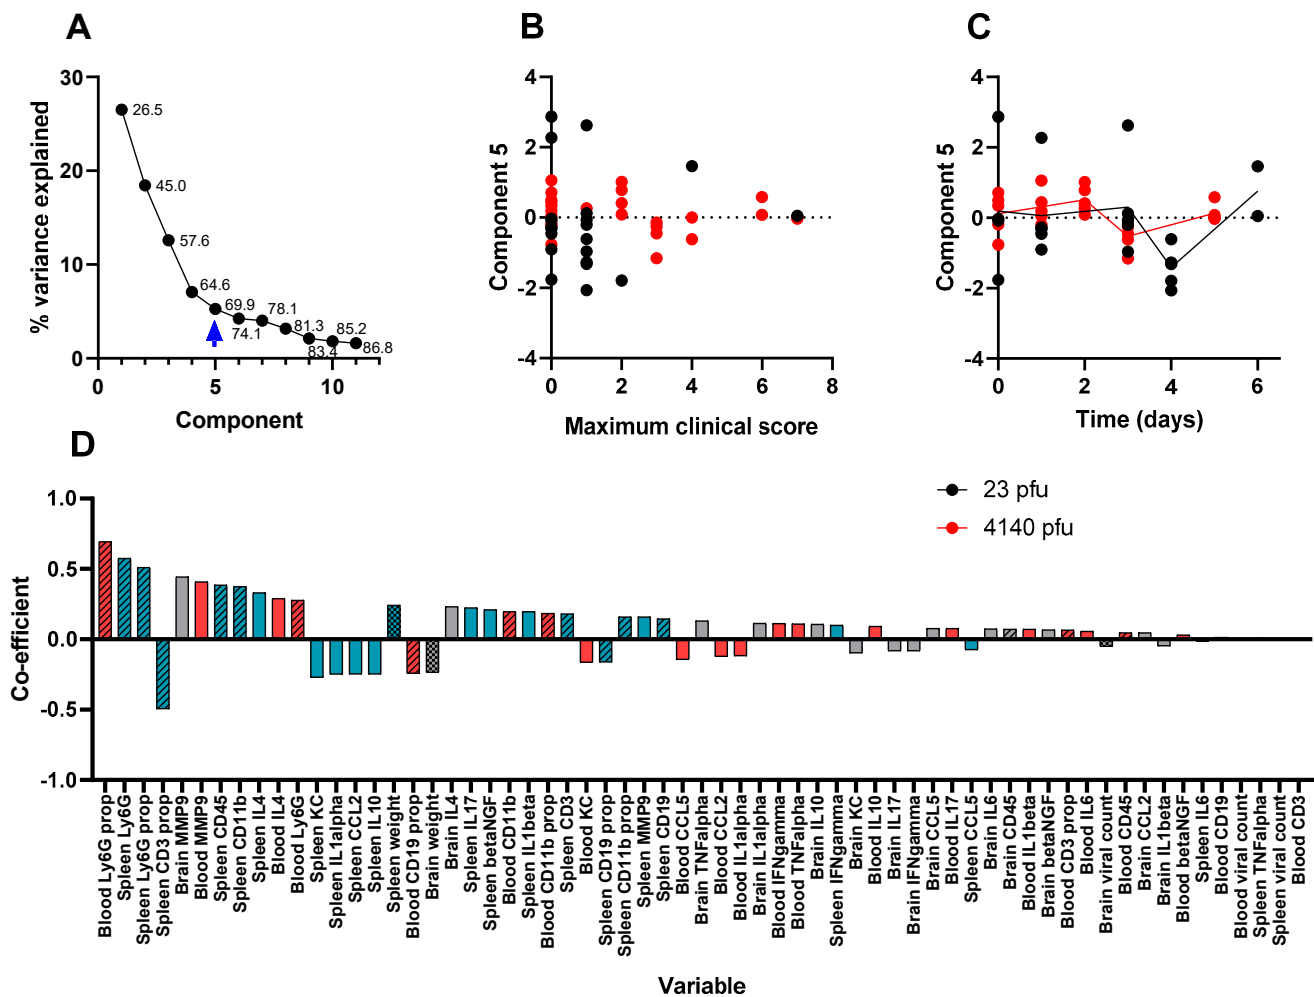 A
30
20
10
0
% variance explained
26.5
45.0
57.6
64.6
69.9
74.1
78.1
81.3
83.4
85.2
86.8
0
5
10
Component
B
4
2
0
-2
-4
Component 5
0
2
4
6
8
Maximum clinical score
C
4
2
0
-2
-4
Component 5
0
2
4
6
Time (days)
D
23 pfu
4140 pfu
1.0
0.5
0.0
-0.5
-1.0
Co-efficient
Blood Ly6G prop
Spleen Ly6G
Spleen Ly6G prop
Spleen CD3 prop
Brain MMP9
Blood MMP9
Spleen CD45
Spleen CD11b
Spleen IL4
Blood IL4
Blood Ly6G
Spleen KC
Spleen IL1alpha
Spleen CCL2
Spleen IL10
Spleen weight
Blood CD19 prop
Brain weight
Brain IL4
Spleen IL17
Spleen betaNGF
Blood CD11b
Spleen IL1beta
Blood CD11b prop
Spleen CD3
Blood KC
Spleen CD19 prop
Spleen CD11b prop
Spleen MMP9
Spleen CD19
Blood CCL5
Brain TNFalpha
Blood CCL2
Blood IL1alpha
Brain IL1alpha
Blood IFNgamma
Blood TNFalpha
Brain IL10
Spleen IFNgamma
Brain KC
Blood IL10
Brain IL17
Brain IFNgamma
Brain CCL5
Blood IL17
Spleen CCL5
Brain IL6
Brain CD45
Blood IL1beta
Brain betaNGF
Blood CD3 prop
Blood IL6
Brain viral count
Blood CD45
Brain CCL2
Brain IL1beta
Blood betaNGF
Spleen IL6
Blood CD19
Blood viral count
Spleen TNFalpha
Spleen viral count
Blood CD3
Variable